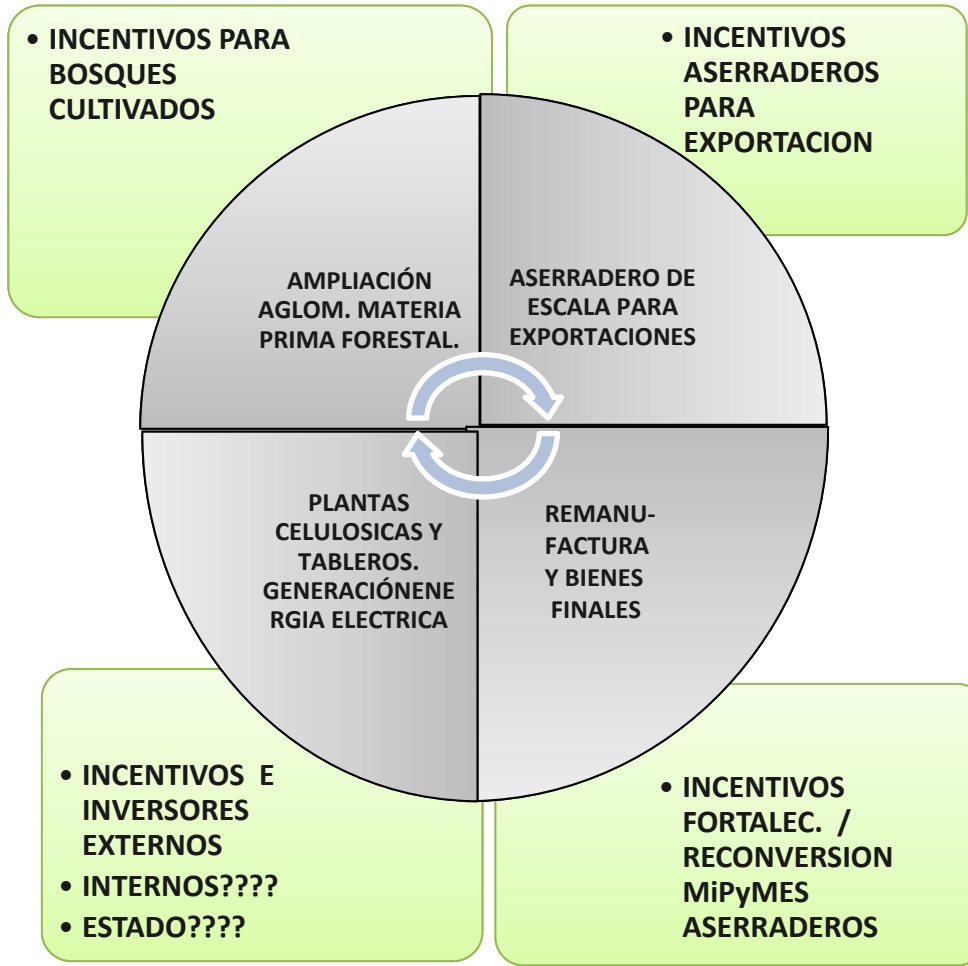 • INCENTIVOS PARA
BOSQUES
CULTIVADOS
• INCENTIVOS
ASERRADEROS
PARA
EXPORTACION
AMPLIACIÓN
AGLOM. MATERIA
PRIMA FORESTAL.
ASERRADERO DE
ESCALA PARA
EXPORTACIONES
PLANTAS
CELULOSICAS Y
TABLEROS.
GENERACIÓNENE
RGIA ELECTRICA
REMANU-
FACTURA
Y BIENES
FINALES
• INCENTIVOS E
INVERSORES
EXTERNOS
• INTERNOS????
• ESTADO????
• INCENTIVOS
FORTALEC. /
RECONVERSION
MiPyMES
ASERRADEROS